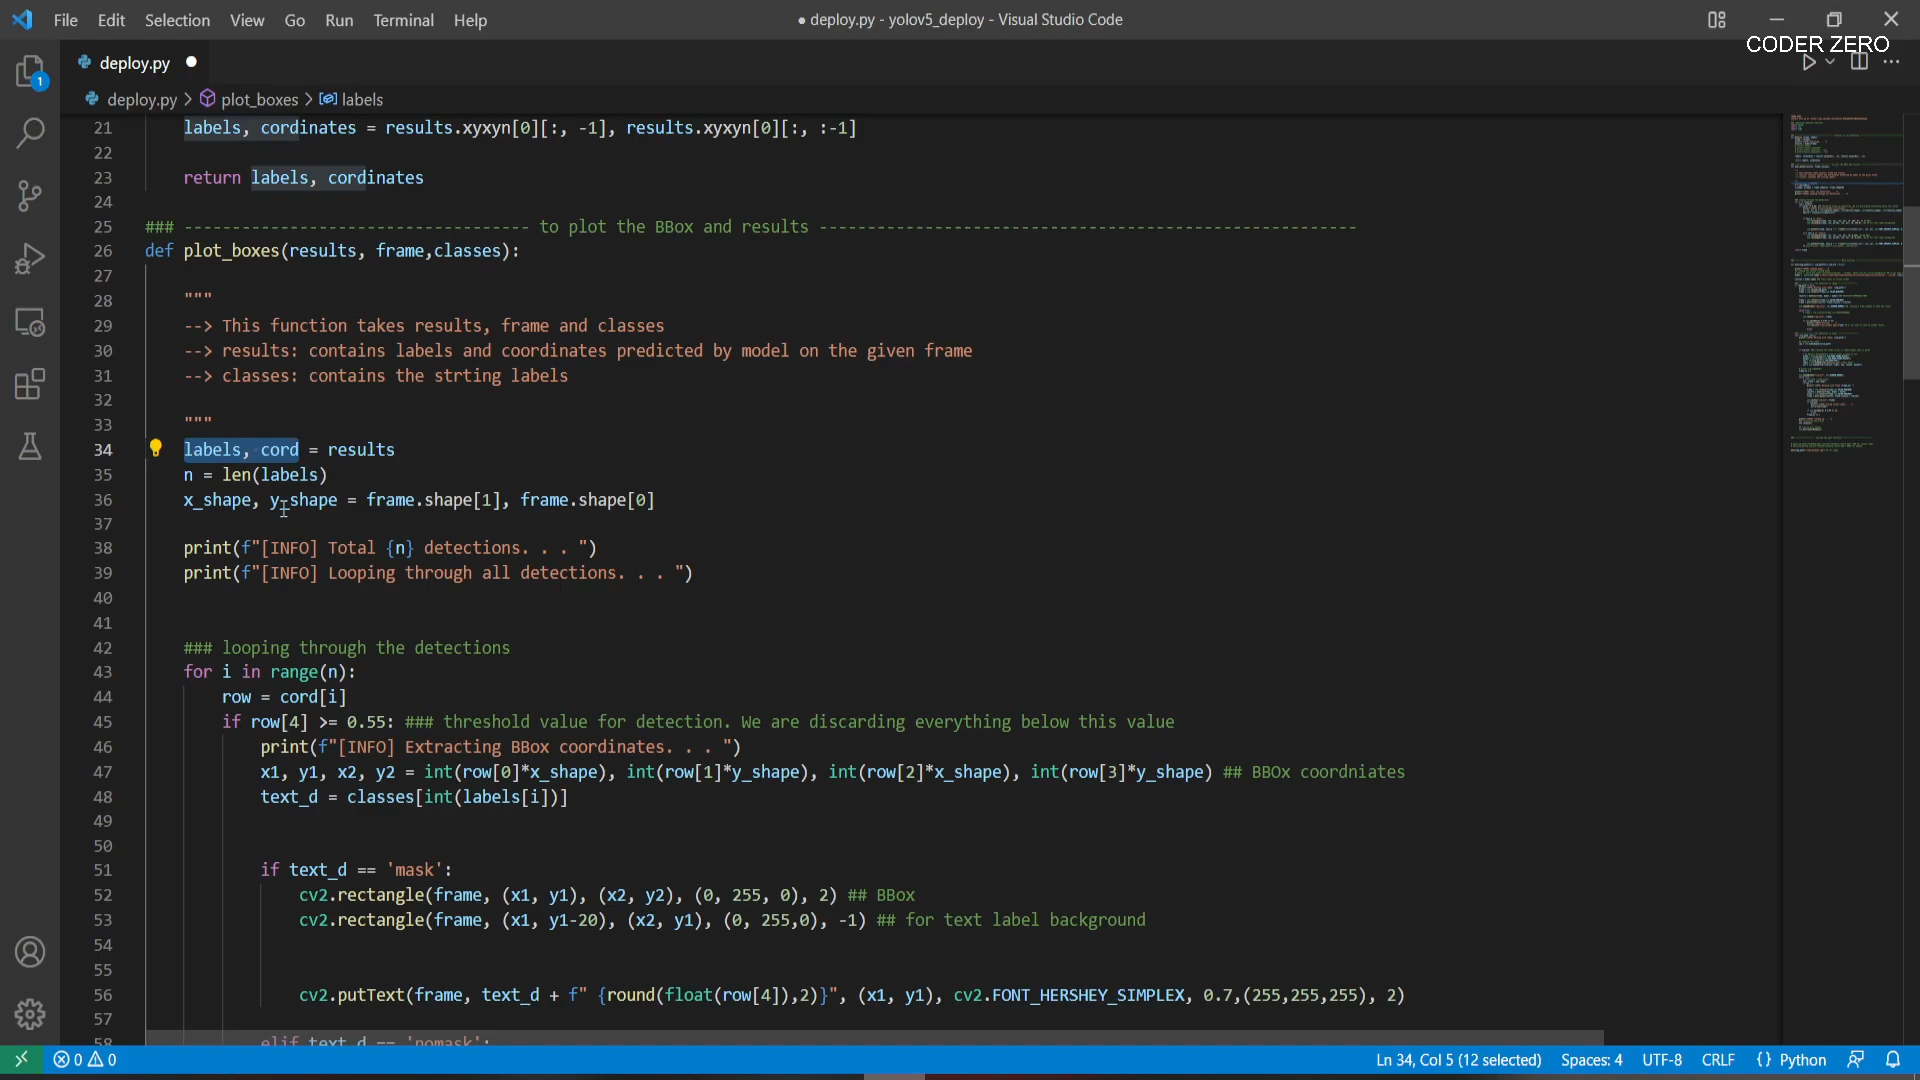 File Edit Selection View Go Run Terminal Help
● deploy.py - yolov5_deploy - Visual Studio Code
CODER ZERO
deploy.py
deploy.py > plot_boxes > labels
1
21 labels, cordinates = results.xyxyn[0][:, -1], results.xyxyn[0][:, :-1]
22
23 return labels, cordinates
24
25 ### ------------------------------------ to plot the BBox and results --------------------------------------------------------
26 def plot_boxes(results, frame,classes):
27
28 """
29 --> This function takes results, frame and classes
30 --> results: contains labels and coordinates predicted by model on the given frame
31 --> classes: contains the strting labels
32
33 """
34 labels, cord = results
35 n = len(labels)
36 x_shape, y_shape = frame.shape[1], frame.shape[0]
37
38 print(f"[INFO] Total {n} detections. . . ")
39 print(f"[INFO] Looping through all detections. . . ")
40
41
42 ### looping through the detections
43 for i in range(n):
44 row = cord[i]
45 if row[4] >= 0.55: ### threshold value for detection. We are discarding everything below this value
46 print(f"[INFO] Extracting BBox coordinates. . . ")
47 x1, y1, x2, y2 = int(row[0]*x_shape), int(row[1]*y_shape), int(row[2]*x_shape), int(row[3]*y_shape) ## BBOx coordniates
48 text_d = classes[int(labels[i])]
49
50
51 if text_d == 'mask':
52 cv2.rectangle(frame, (x1, y1), (x2, y2), (0, 255, 0), 2) ## BBox
53 cv2.rectangle(frame, (x1, y1-20), (x2, y1), (0, 255,0), -1) ## for text label background
54
55
56 cv2.putText(frame, text_d + f" {round(float(row[4]),2)}", (x1, y1), cv2.FONT_HERSHEY_SIMPLEX, 0.7,(255,255,255), 2)
57
58 elif text_d == 'nomask':
0 0 Ln 34, Col 5 (12 selected) Spaces: 4 UTF-8 CRLF {} Python